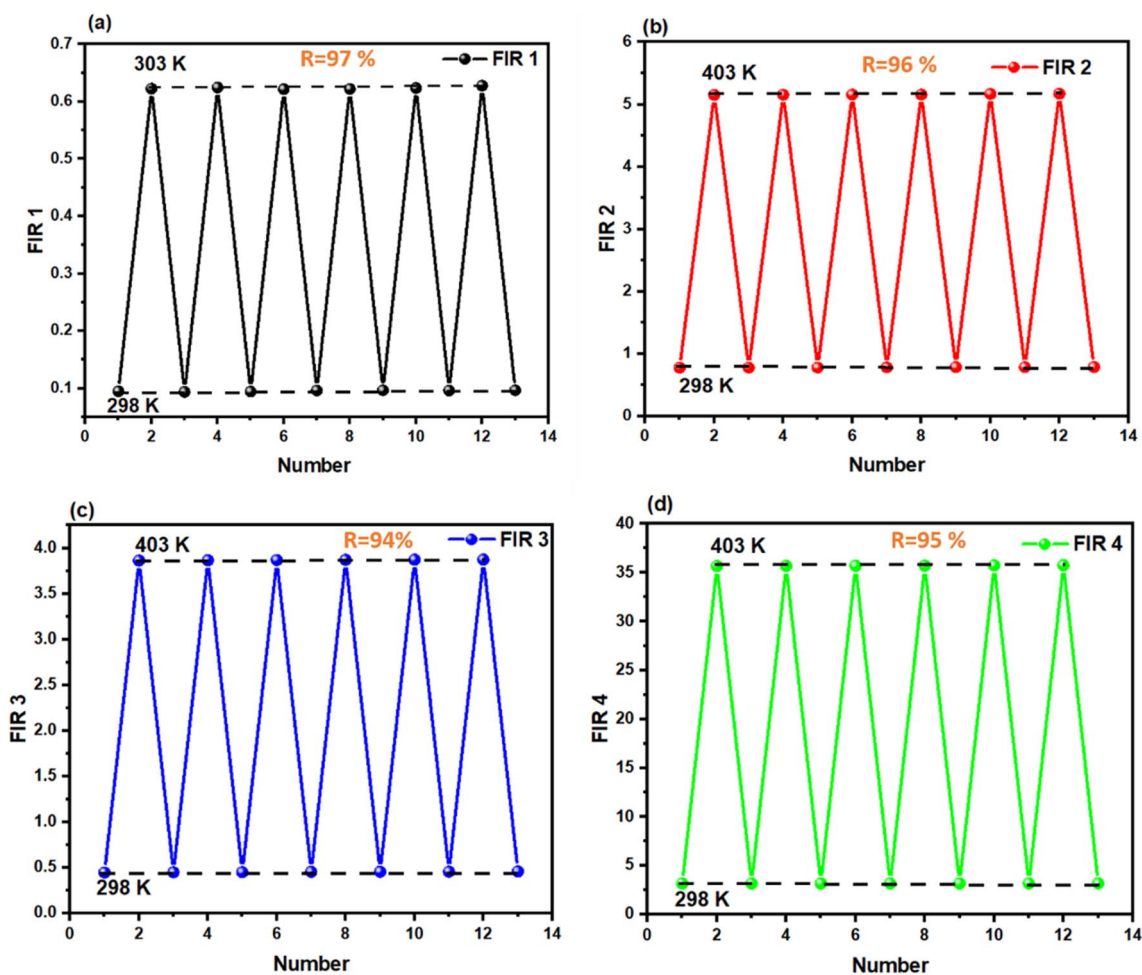 (a)
R=97 %
FIR 1
303 K
298 K
0.7
0.6
0.5
0.4
0.3
0.2
0.1
FIR 1
0 2 4 6 8 10 12 14
Number
(b)
R=96 %
FIR 2
403 K
298 K
6
5
4
3
2
1
0
FIR 2
0 2 4 6 8 10 12 14
Number
(c)
R=94%
FIR 3
403 K
298 K
4.0
3.5
3.0
2.5
2.0
1.5
1.0
0.5
0.0
FIR 3
0 2 4 6 8 10 12 14
Number
(d)
R=95 %
FIR 4
403 K
298 K
40
35
30
25
20
15
10
5
0
FIR 4
0 2 4 6 8 10 12 14
Number